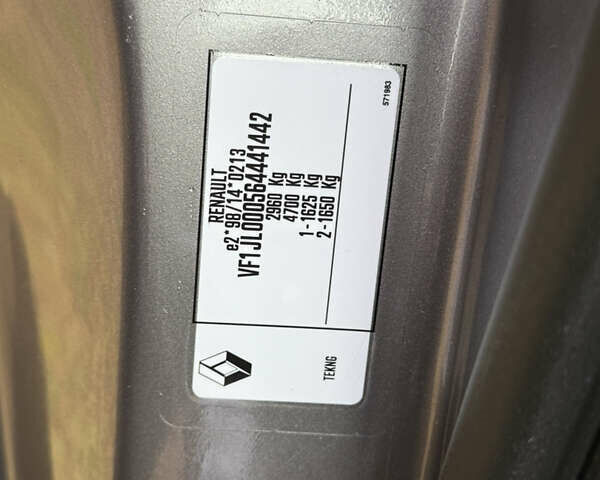 RENAULT
e2*98/14*0213
VF1JL000564441442
2960 Kg
4700 Kg
1-1625 Kg
2-1650 Kg
571983
TEKNG